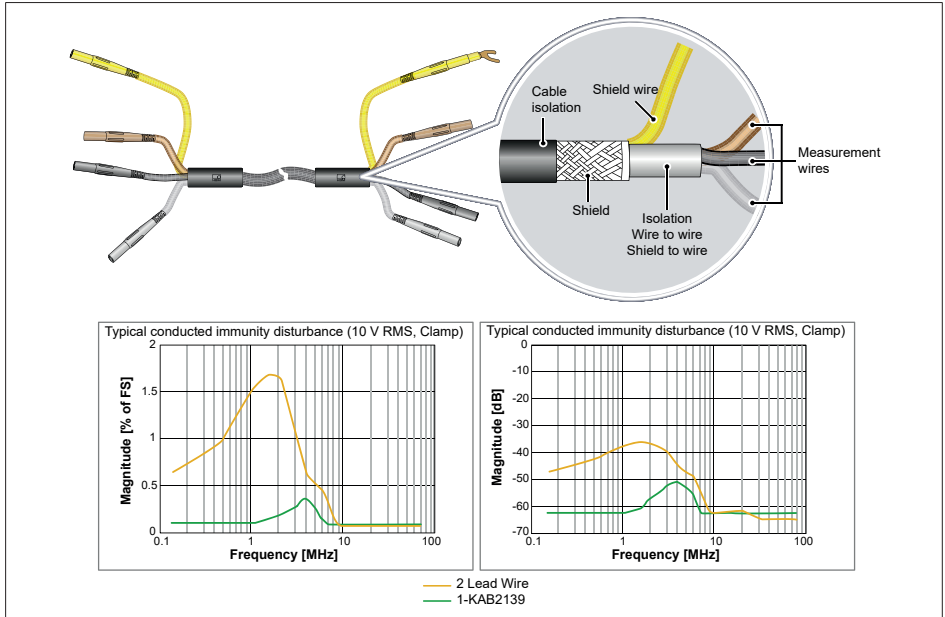 Cable
isolation
Shield wire
Measurement
wires
Shield
Isolation
Wire to wire
Shield to wire
Typical conducted immunity disturbance (10 V RMS, Clamp)
2
1.5
1
0.5
0
Magnitude [% of FS]
0.1
1
10
100
Frequency [MHz]
Typical conducted immunity disturbance (10 V RMS, Clamp)
0
-10
-20
-30
-40
-50
-60
-70
Magnitude [dB]
0.1
1
10
100
Frequency [MHz]
2 Lead Wire
1-KAB2139